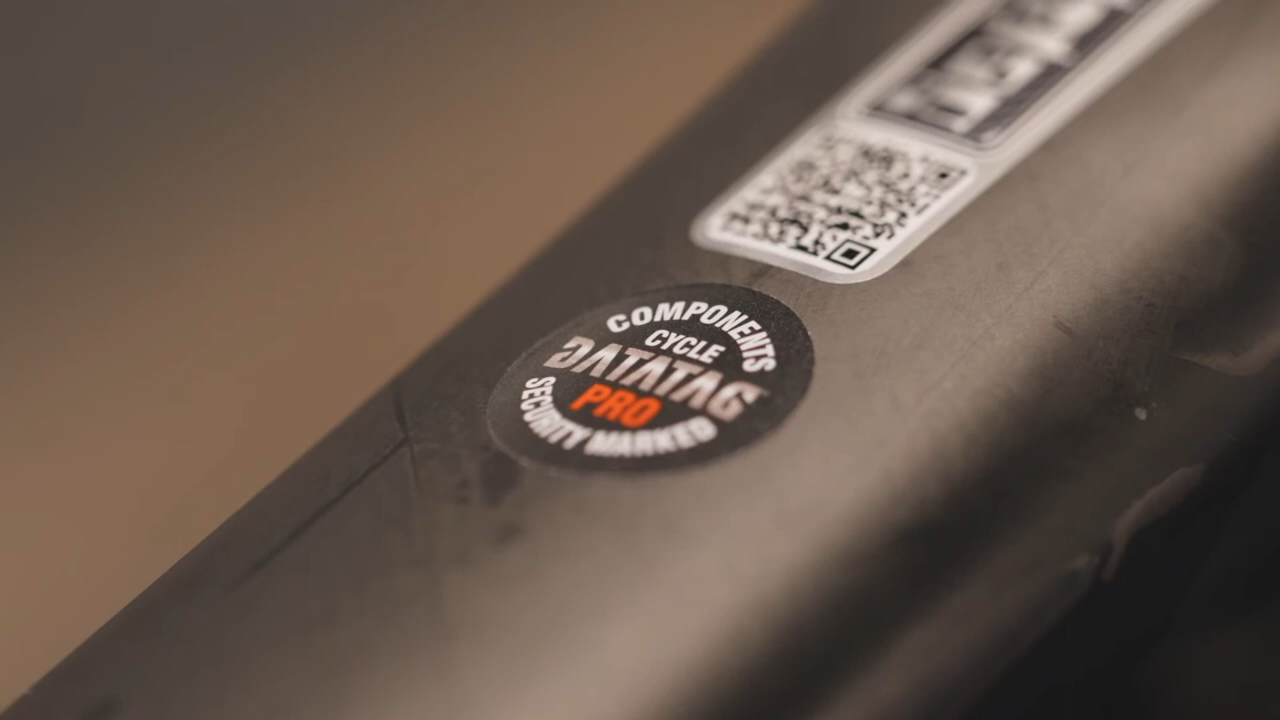 COMPONENTS
CYCLE
DATATAG
PRO
SECURITY MARKED